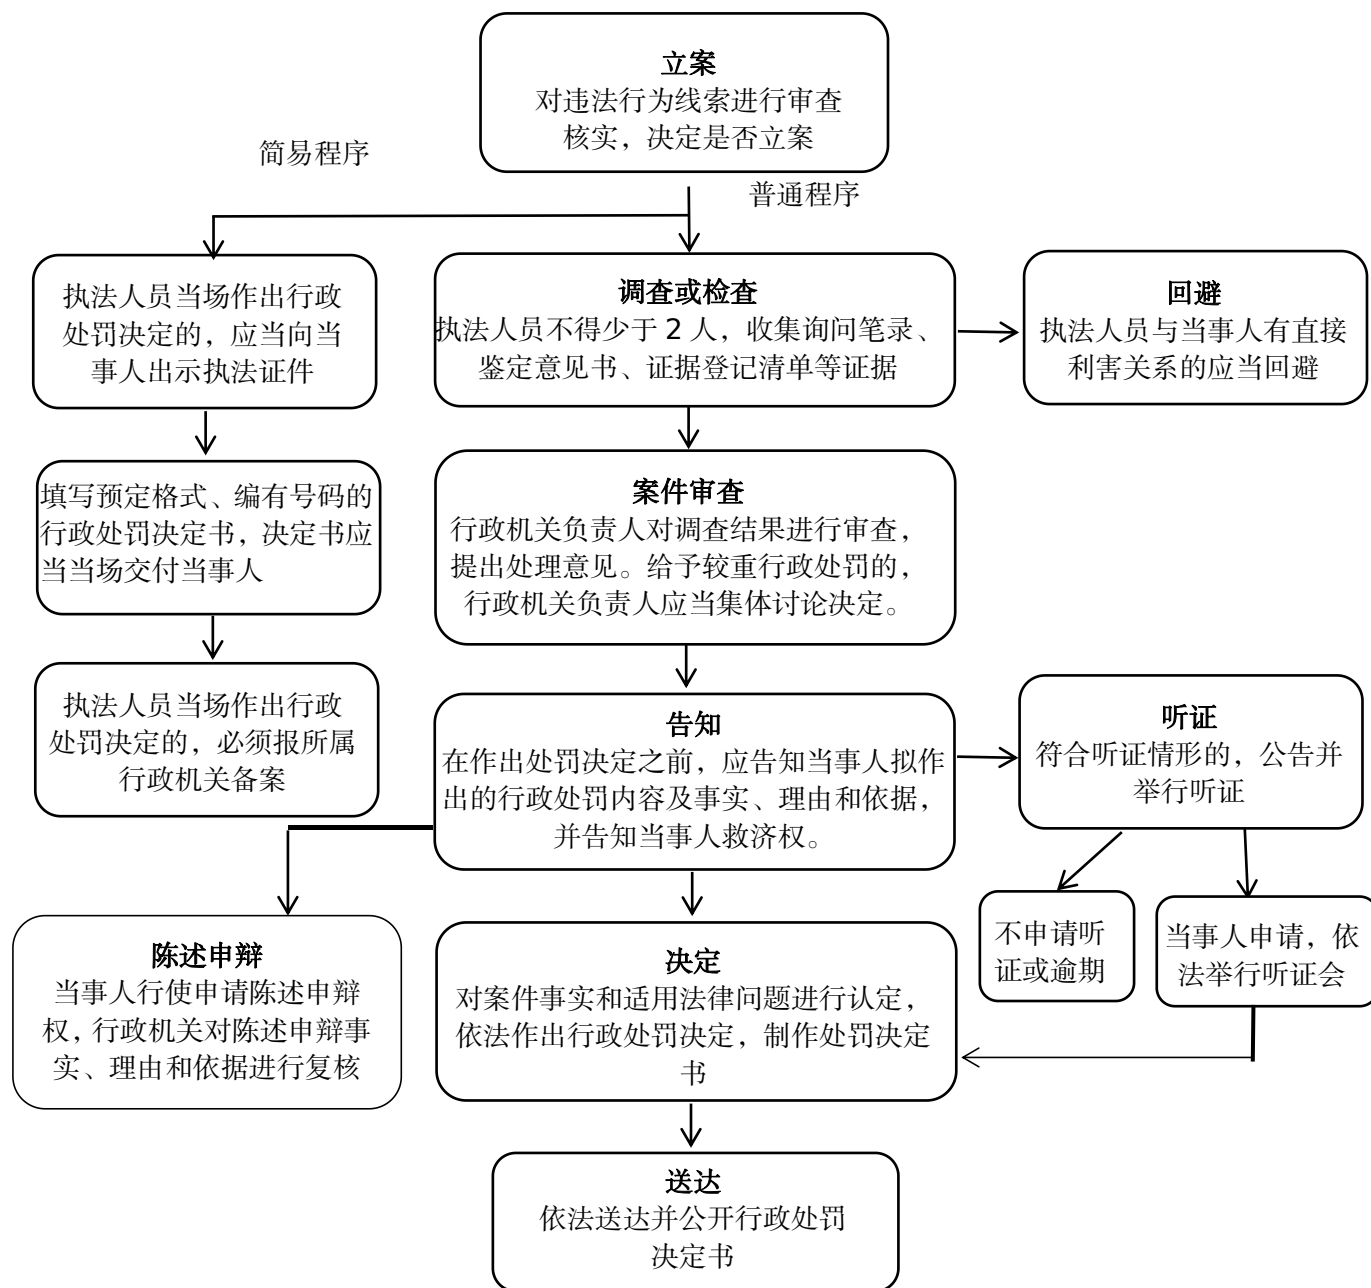 立案
对违法行为线索进行审查
核实，决定是否立案
简易程序
普通程序
执法人员当场作出行政
处罚决定的，应当向当
事人出示执法证件
调查或检查
执法人员不得少于 2 人，收集询问笔录、
鉴定意见书、证据登记清单等证据
回避
执法人员与当事人有直接
利害关系的应当回避
填写预定格式、编有号码的
行政处罚决定书，决定书应
当当场交付当事人
案件审查
行政机关负责人对调查结果进行审查，
提出处理意见。给予较重行政处罚的，
行政机关负责人应当集体讨论决定。
执法人员当场作出行政
处罚决定的，必须报所属
行政机关备案
告知
在作出处罚决定之前，应告知当事人拟作
出的行政处罚内容及事实、理由和依据，
并告知当事人救济权。
听证
符合听证情形的，公告并
举行听证
不申请听
证或逾期
当事人申请，依
法举行听证会
陈述申辩
当事人行使申请陈述申辩
权，行政机关对陈述申辩事
实、理由和依据进行复核
决定
对案件事实和适用法律问题进行认定，
依法作出行政处罚决定，制作处罚决定
书
送达
依法送达并公开行政处罚
决定书